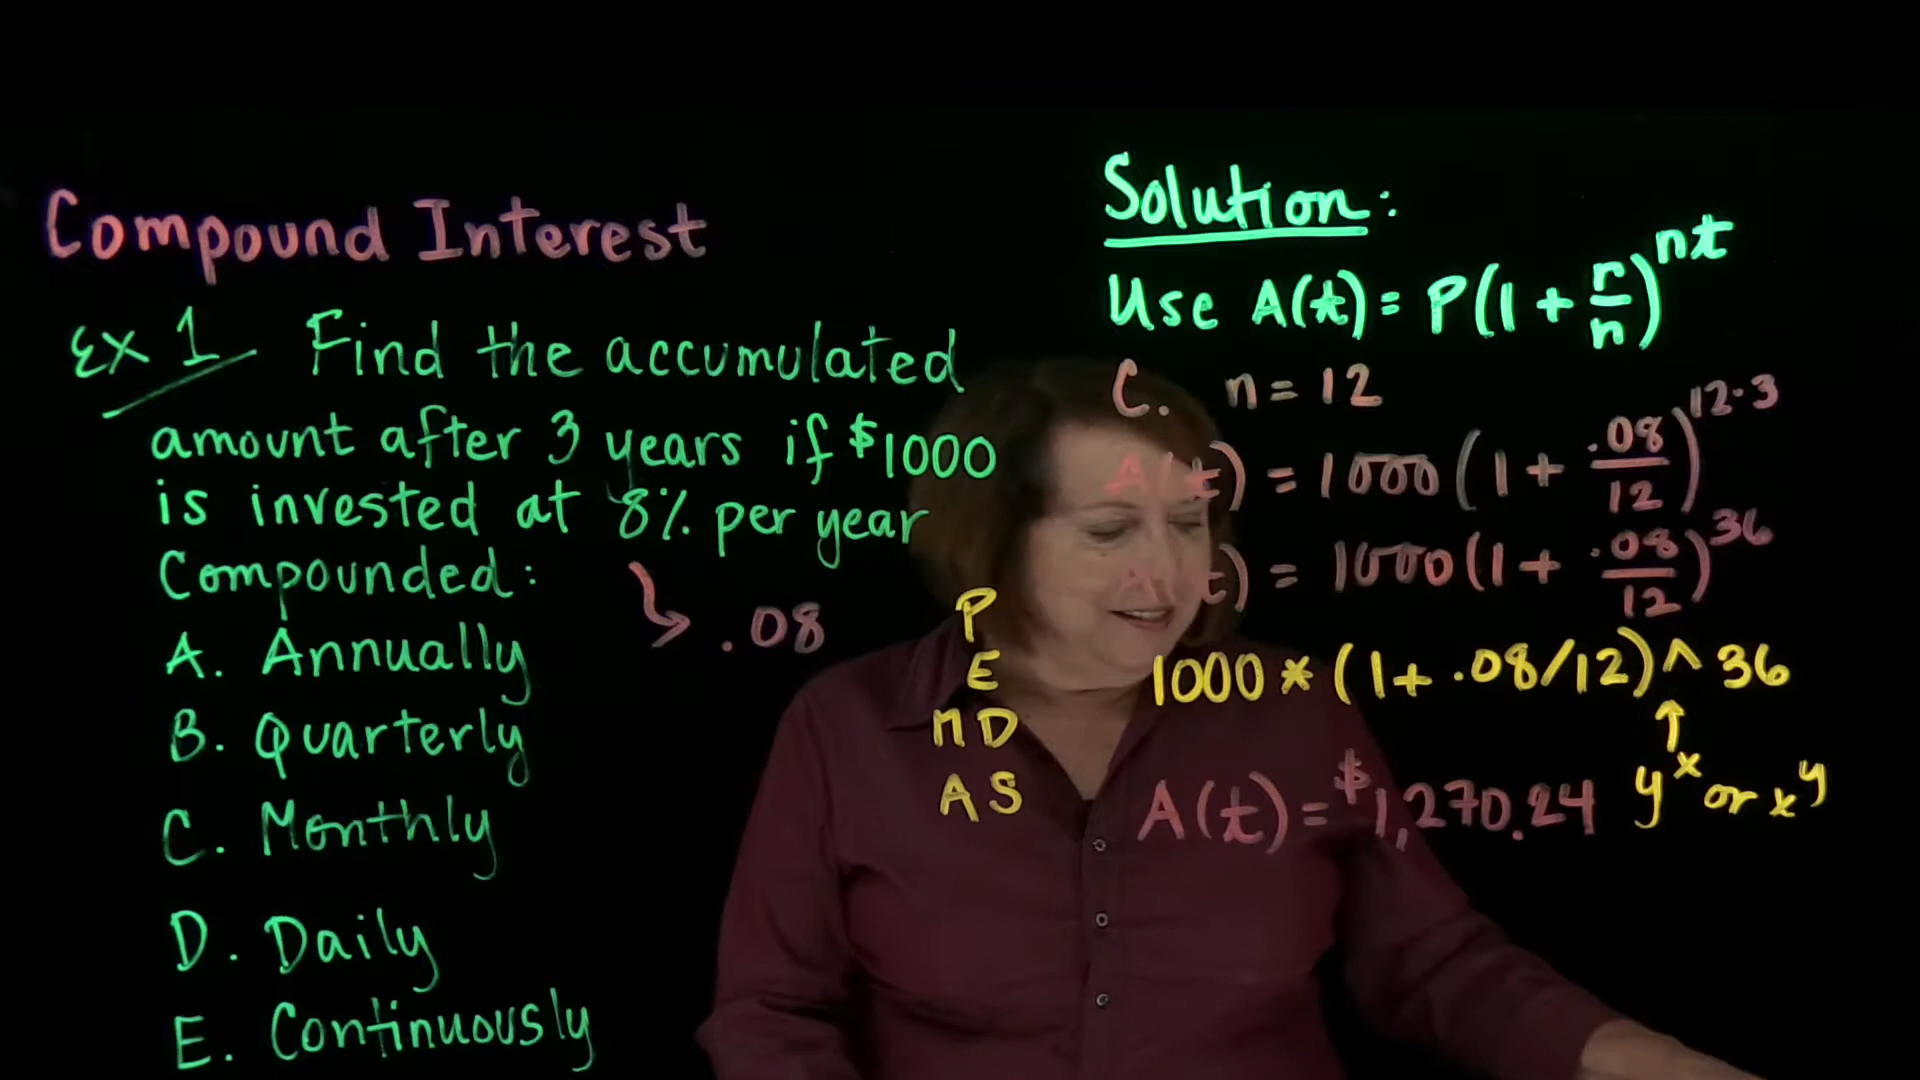 Compound Interest
Ex 1 Find the accumulated
amount after 3 years if $1000
is invested at 8% per year
Compounded:
.08
A. Annually
B. Quarterly
C. Monthly
D. Daily
E. Continuously
P
E
MD
AS
Solution:
Use A(t) = P(1 + r/n)^nt
C. n = 12
A(t) = 1000(1 + .08/12)^12·3
A(t) = 1000(1 + .08/12)^36
1000 * (1 + .08/12) ^ 36
y^x or x^y
A(t) = $1,270.24